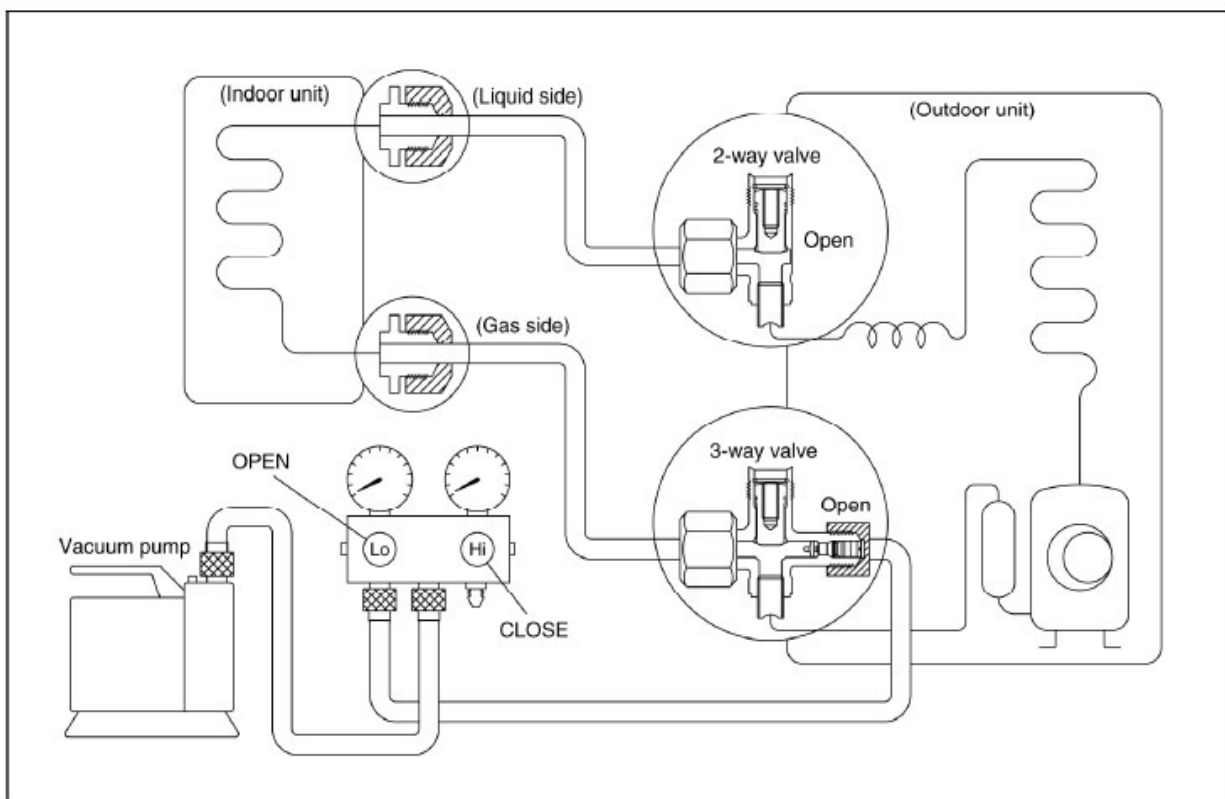 (Indoor unit)
(Liquid side)
(Outdoor unit)
2-way valve
Open
(Gas side)
3-way valve
Open
OPEN
Lo
Hi
Vacuum pump
CLOSE